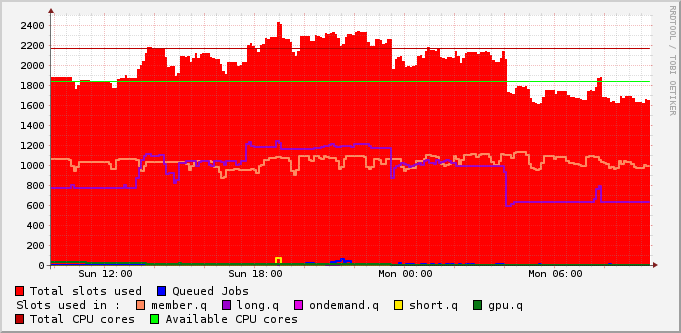 2400
2200
2000
1800
1600
1400
1200
1000
800
600
400
200
0
Sun 12:00 Sun 18:00 Mon 00:00 Mon 06:00
RRDTOOL / TOBI OETIKER
Total slots used Queued Jobs
Slots used in : member.q long.q ondemand.q short.q gpu.q
Total CPU cores Available CPU cores